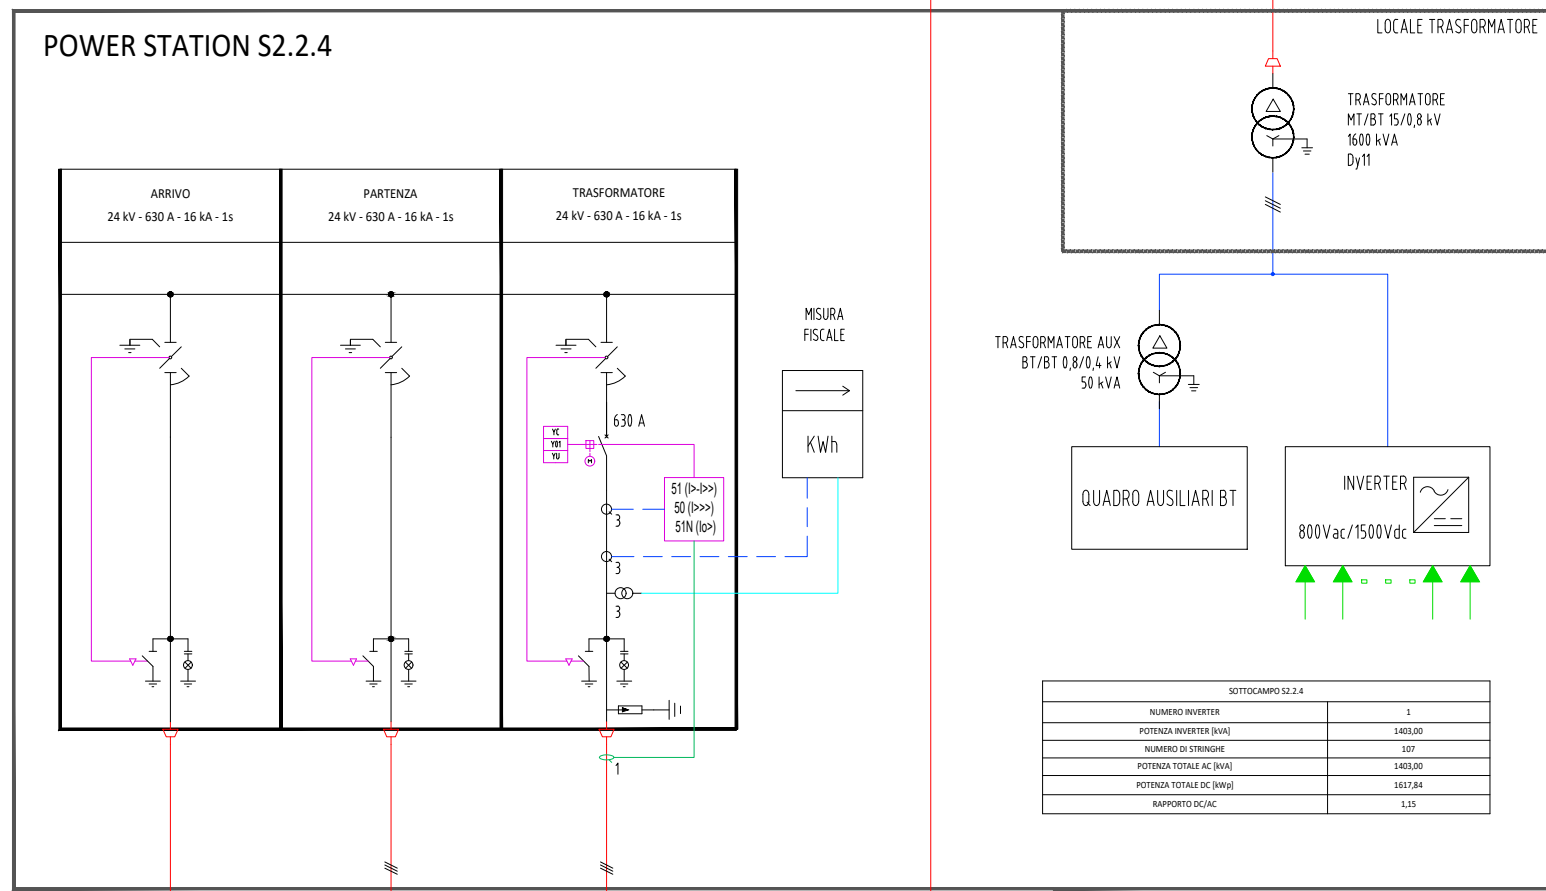 POWER STATION S2.2.4
LOCALE TRASFORMATORE
TRASFORMATORE
MT/BT 15/0,8 kV
1600 kVA
Dy11
ARRIVO
24 kV - 630 A - 16 kA - 1s
PARTENZA
24 kV - 630 A - 16 kA - 1s
TRASFORMATORE
24 kV - 630 A - 16 kA - 1s
MISURA
FISCALE
KWh
630 A
YC
Y01
YU
M
51 (I>-I>>)
50 (I>>>)
51N (Io>)
3
3
3
1
TRASFORMATORE AUX
BT/BT 0,8/0,4 kV
50 kVA
QUADRO AUSILIARI BT
INVERTER
800Vac/1500Vdc
SOTTOCAMPO S2.2.4
NUMERO INVERTER 1
POTENZA INVERTER [kVA] 1403,00
NUMERO DI STRINGHE 107
POTENZA TOTALE AC [kVA] 1403,00
POTENZA TOTALE DC [kWp] 1617,84
RAPPORTO DC/AC 1,15